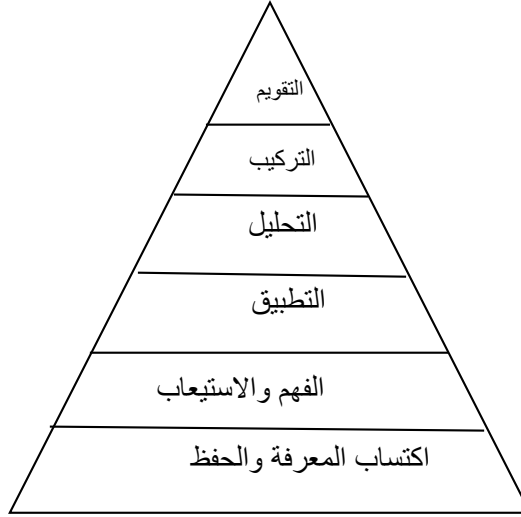 التقويم
التركيب
التحليل
التطبيق
الفهم والاستيعاب
اكتساب المعرفة والحفظ